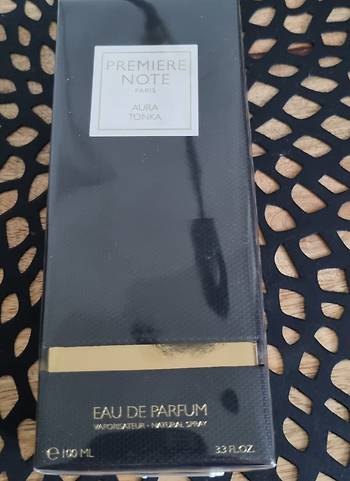 PREMIERE
NOTE
PARIS
AURA
TONKA
EAU DE PARFUM
VAPORISATEUR - NATURAL SPRAY
℮ 100 ML 3.3 FL.OZ.